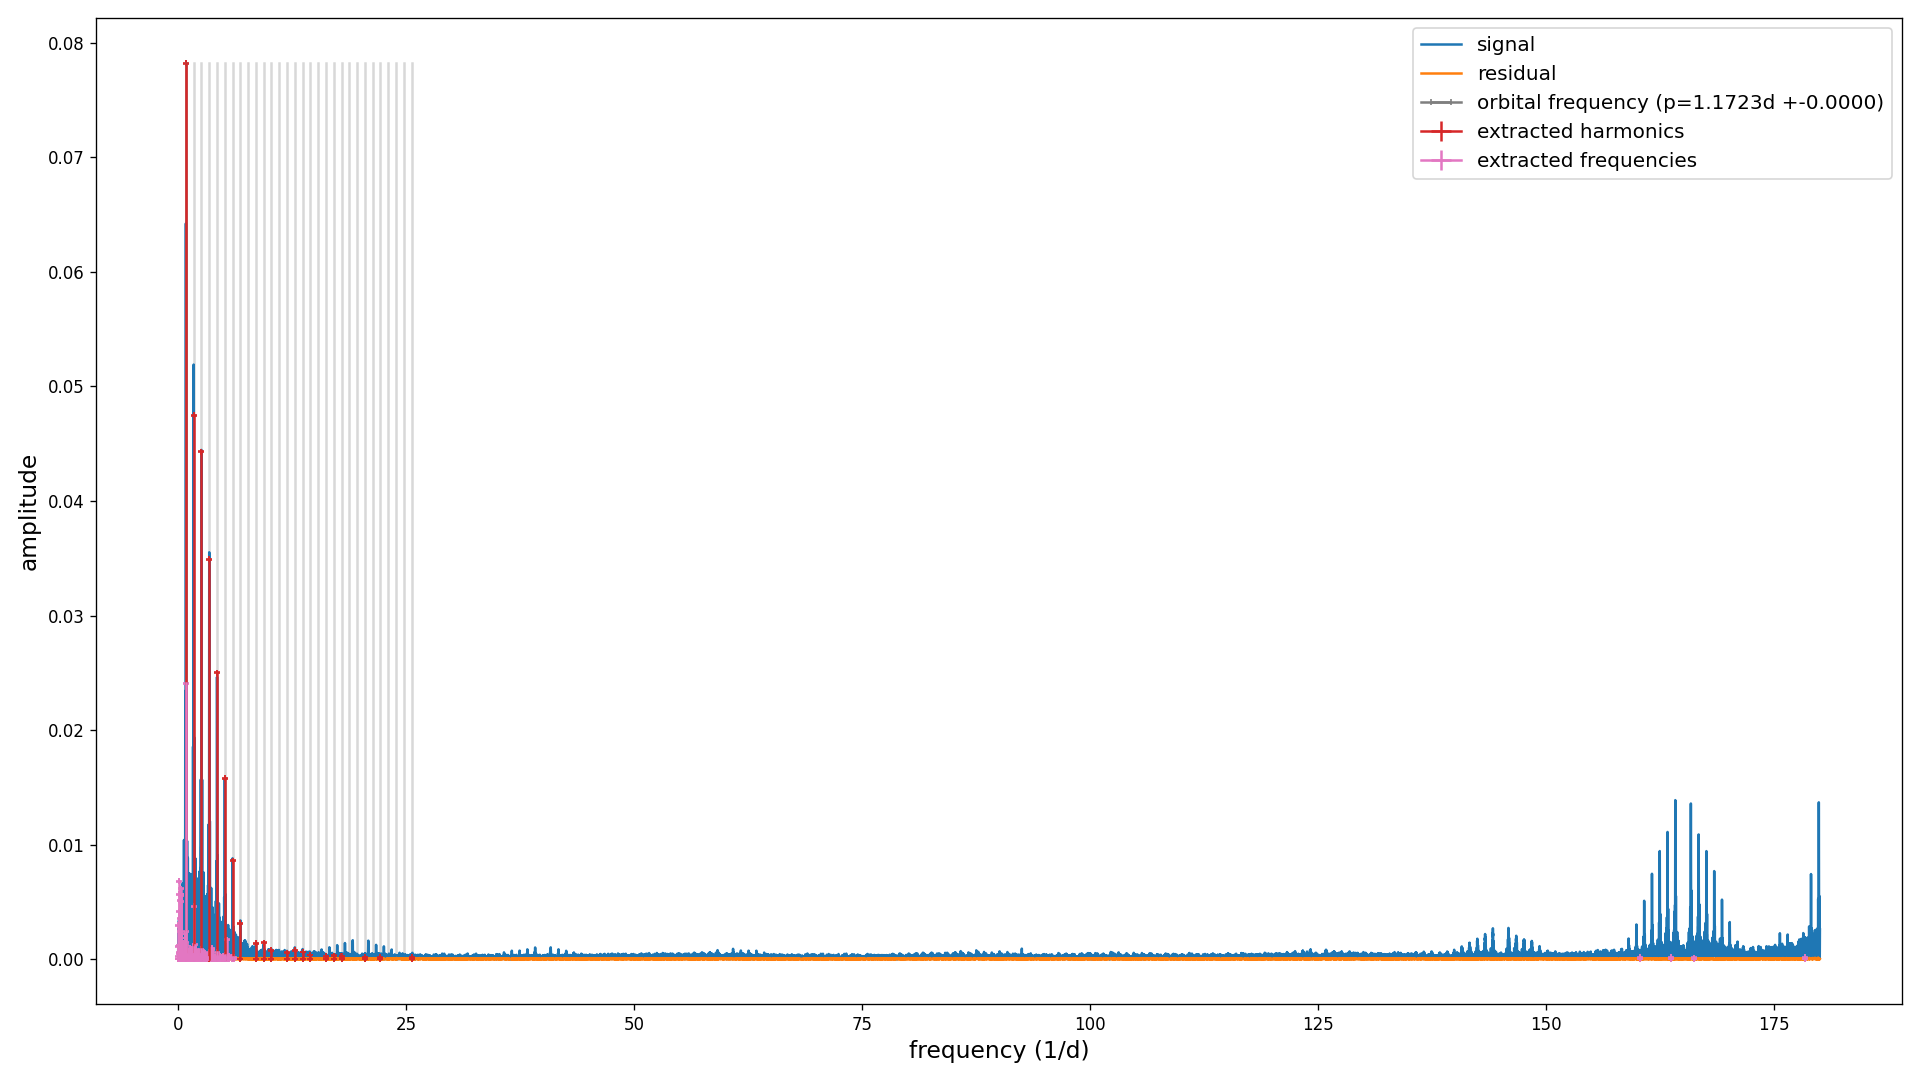 signal
residual
orbital frequency (p=1.1723d +-0.0000)
extracted harmonics
extracted frequencies
amplitude
0.08
0.07
0.06
0.05
0.04
0.03
0.02
0.01
0.00
0 25 50 75 100 125 150 175
frequency (1/d)